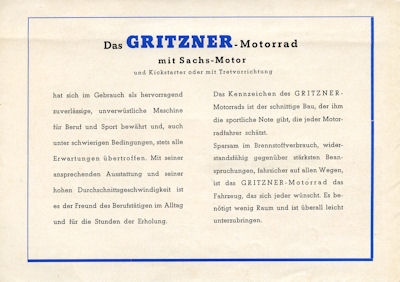 Das GRITZNER-Motorrad
mit Sachs-Motor
und Kickstarter oder mit Tretvorrichtung
hat sich im Gebrauch als hervorragend
zuverlässige, unverwüstliche Maschine
für Beruf und Sport bewährt und, auch
unter schwierigen Bedingungen, stets alle
Erwartungen übertroffen. Mit seiner
ansprechenden Ausstattung und seiner
hohen Durchschnittsgeschwindigkeit ist
es der Freund des Berufstätigen im Alltag
und für die Stunden der Erholung.
Das Kennzeichen des GRITZNER-
Motorrads ist der schnittige Bau, der ihm
die sportliche Note gibt, die jeder Motor-
radfahrer schätzt.
Sparsam im Brennstoffverbrauch, wider-
standsfähig gegenüber stärksten Bean-
spruchungen, fahrsicher auf allen Wegen,
ist das GRITZNER-Motorrad das
Fahrzeug, das sich jeder wünscht. Es be-
nötigt wenig Raum und ist überall leicht
unterzubringen.